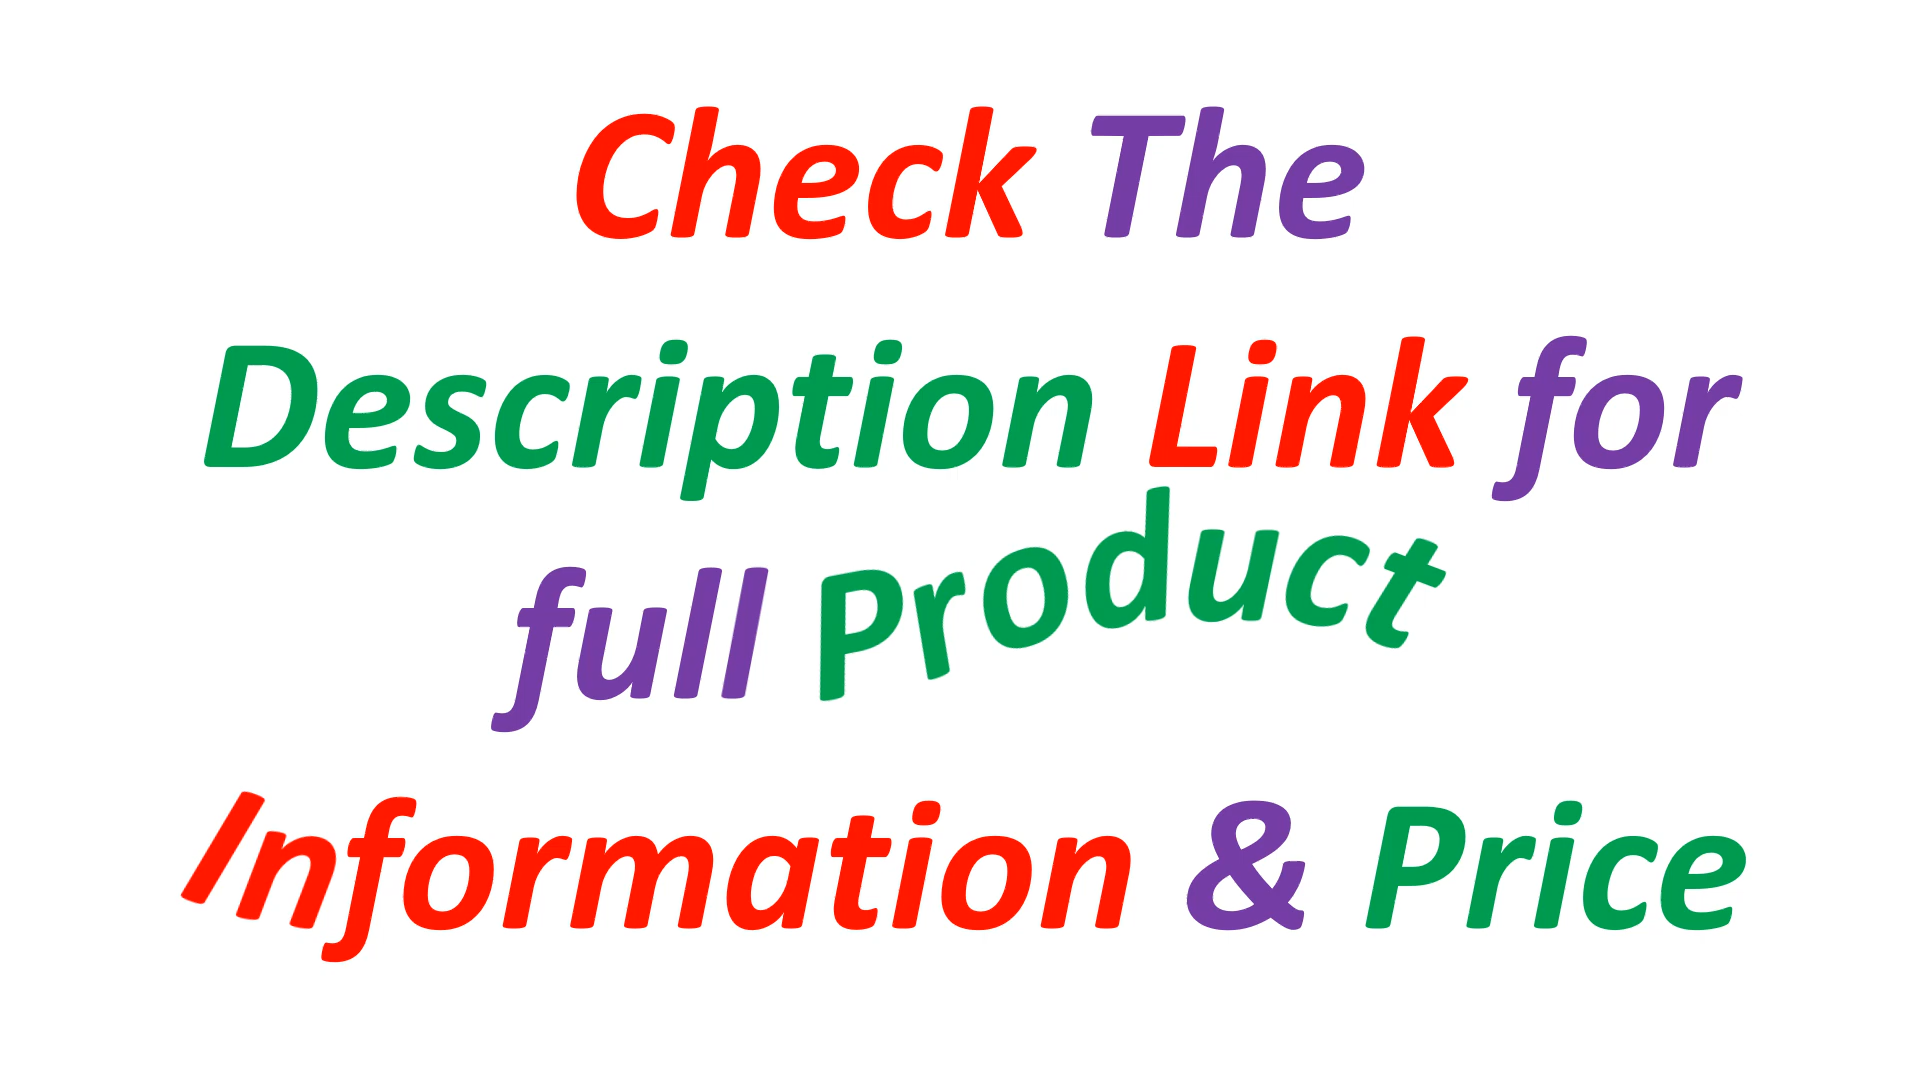 Check The
Description Link for
full Product
Information & Price